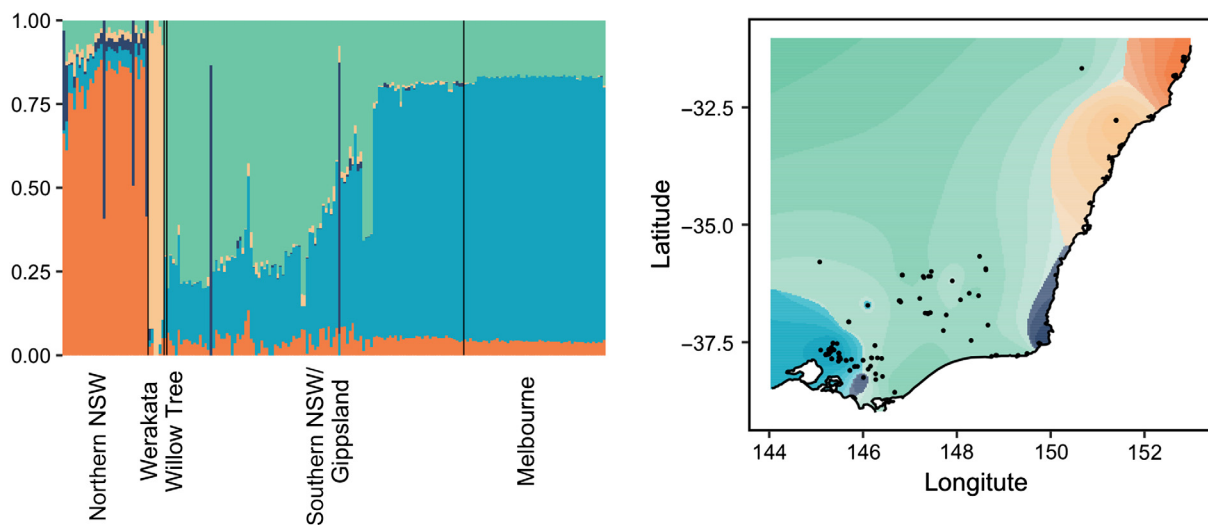 1.00
0.75
0.50
0.25
0.00
Northern NSW
Werakata
Willow Tree
Southern NSW/
Gippsland
Melbourne
Latitude
−32.5
−35.0
−37.5
144 146 148 150 152
Longitute